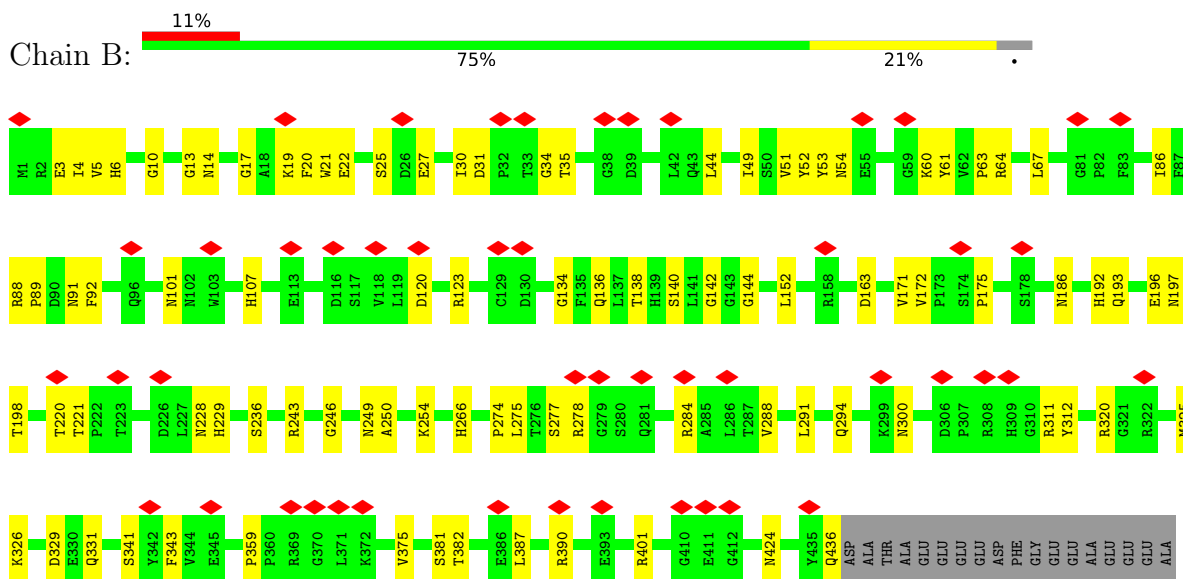 11%
Chain B:
75% 21% •
M1 R2 E3 I4 V5 H6 G10 G13 N14 G17 A18 K19 F20 W21 E22 S25 D26 E27 I30 D31 P32 T33 G34 T35 G38 D39 L42 Q43 L44 I49 S50 V51 Y52 Y53 N54 E55 G59 K60 Y61 V62 P63 R64 L67 G81 P82 F83 I86 F87
R88 P89 D90 N91 F92 Q96 N101 N102 W103 H107 E113 D116 S117 V118 L119 D120 R123 C129 D130 G134 F135 Q136 L137 T138 H139 S140 L141 G142 G143 G144 L152 R158 D163 V171 V172 P173 S174 P175 S178 N186 H192 Q193 E196 N197
T198 T220 T221 P222 T223 D226 L227 N228 H229 S236 R243 G246 N249 A250 K254 H266 P274 L275 T276 S277 R278 G279 S280 Q281 R284 A285 L286 T287 V288 L291 Q294 K299 N300 D306 P307 R308 H309 G310 R311 Y312 R320 G321 R322
K326 D329 E330 Q331 S341 Y342 F343 V344 E345 P359 P360 R369 G370 L371 K372 V375 S381 T382 E386 L387 R390 E393 R401 G410 E411 G412 N424 Y435 Q436 ASP ALA THR ALA GLU GLU GLU GLU ASP PHE GLY GLU GLU ALA GLU GLU GLU ALA